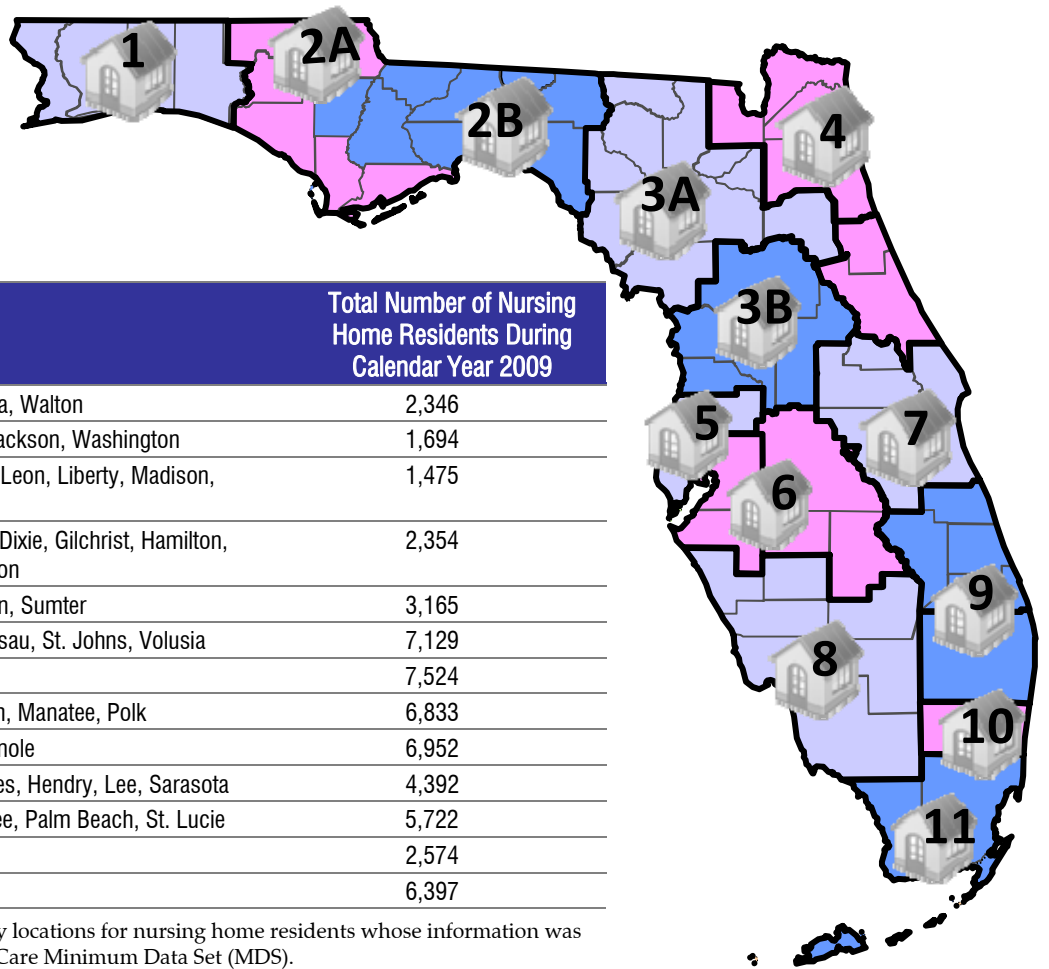 1
2A
2B
3A
4
3B
5
6
7
8
9
10
11
Total Number of Nursing
Home Residents During
Calendar Year 2009
a, Walton 2,346
ackson, Washington 1,694
Leon, Liberty, Madison, 1,475
Dixie, Gilchrist, Hamilton, 2,354
on
n, Sumter 3,165
sau, St. Johns, Volusia 7,129
7,524
n, Manatee, Polk 6,833
nole 6,952
es, Hendry, Lee, Sarasota 4,392
ee, Palm Beach, St. Lucie 5,722
2,574
6,397
y locations for nursing home residents whose information was
Care Minimum Data Set (MDS).